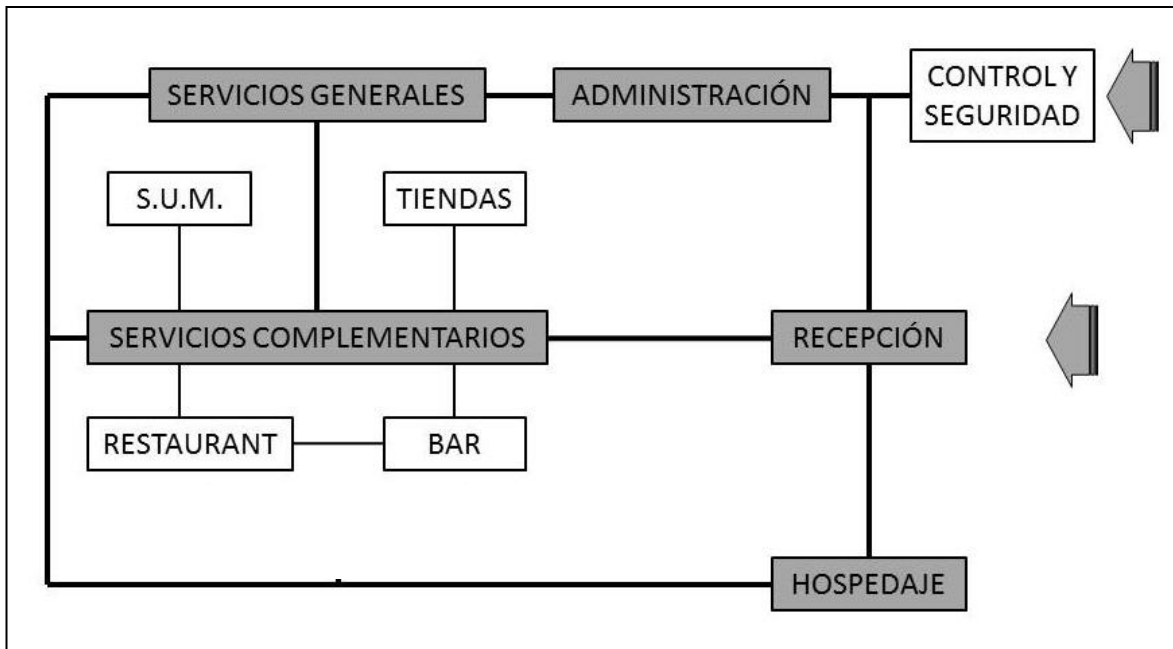 SERVICIOS GENERALES
ADMINISTRACIÓN
CONTROL Y
SEGURIDAD
S.U.M.
TIENDAS
SERVICIOS COMPLEMENTARIOS
RECEPCIÓN
RESTAURANT
BAR
HOSPEDAJE